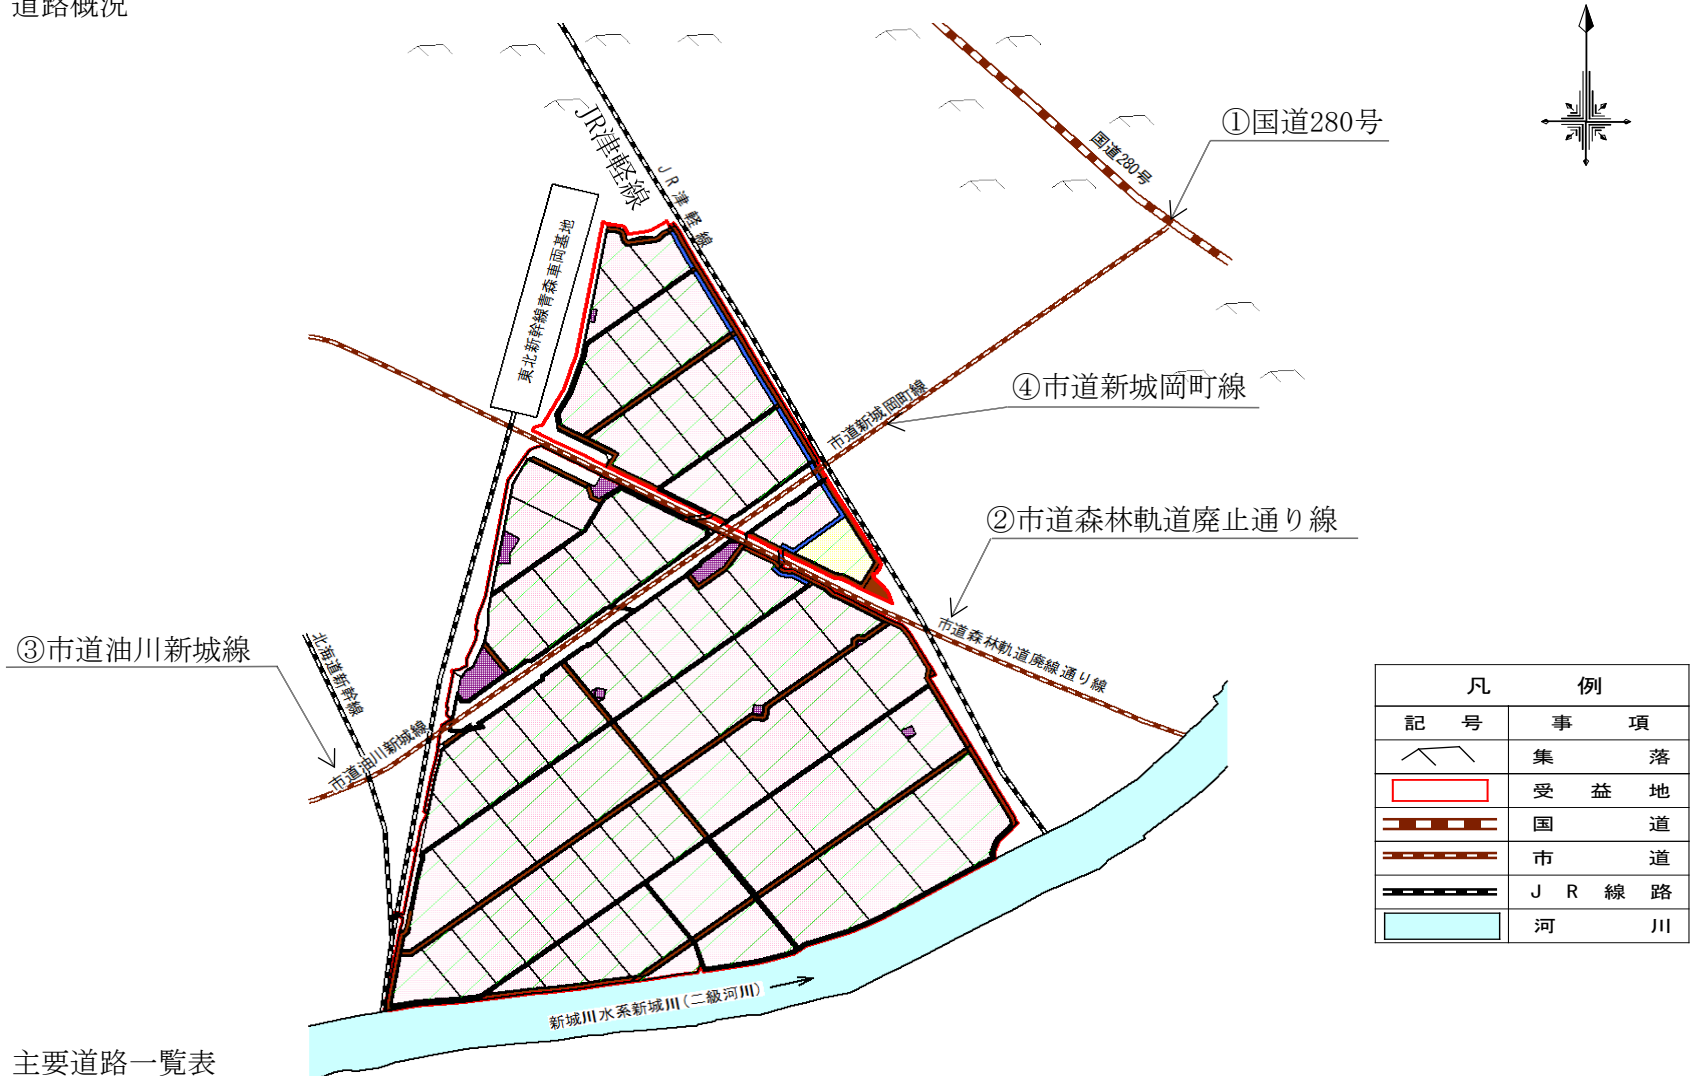 道路概況
①国道280号
国道280号
JR津軽線
JR津軽線
東北新幹線青森車両基地
④市道新城岡町線
市道新城岡町線
②市道森林軌道廃止通り線
市道森林軌道廃線通り線
③市道油川新城線
北海道新幹線
市道油川新城線
新城川水系新城川(二級河川)
凡 例
記 号 事 項
集 落
受 益 地
国 道
市 道
J R 線 路
河 川
主要道路一覧表